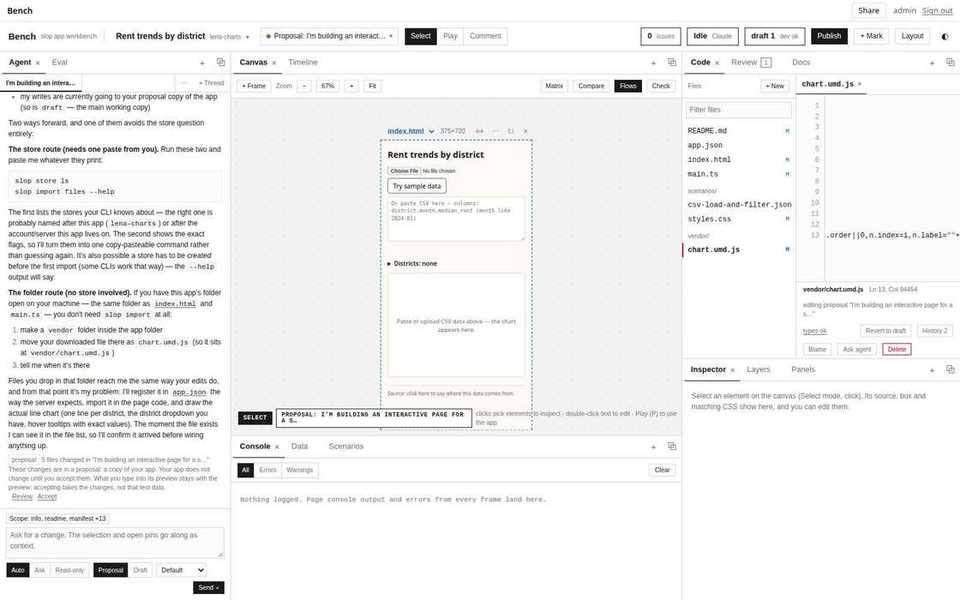 Bench
Share
admin
Sign out
Bench
slop app workbench
Rent trends by district
lens-charts
Proposal: I'm building an interact…
Select
Play
Comment
0 issues
Idle Claude
draft 1 dev ok
Publish
+ Mark
Layout
Agent
Eval
I'm building an intera…
+ Thread
my writes are currently going to your proposal copy of the app
(so is draft — the main working copy)
Two ways forward, and one of them avoids the store question
entirely:
The store route (needs one paste from you). Run these two and
paste me whatever they print:
slop store ls
slop import files --help
The first lists the stores your CLI knows about — the right one is
probably named after this app ( lena-charts ) or after the
account/server this app lives on. The second shows the exact
flags, so I'll turn them into one copy-pasteable command rather
than guessing again. It's also possible a store has to be created
before the first import (some CLIs work that way) — the --help
output will say.
The folder route (no store involved). If you have this app's folder
open on your machine — the same folder as index.html and
main.ts — you don't need slop import at all:
1. make a vendor folder inside the app folder
2. move your downloaded file there as chart.umd.js (so it sits
at vendor/chart.umd.js )
3. tell me when it's there
Files you drop in that folder reach me the same way your edits do,
and from that point it's my problem: I'll register it in app.json the
way the server expects, import it in the page code, and draw the
actual line chart (one line per district, the district dropdown you
have, hover tooltips with exact values). The moment the file exists
I can see it in the file list, so I'll confirm it arrived before wiring
anything up.
proposal 5 files changed in "I'm building an interactive page for a s…"
These changes are in a proposal: a copy of your app. Your app does not
change until you accept them. What you type into its preview stays with the
preview; accepting takes the changes, not that test data.
Review Accept
Scope: info, readme, manifest +13
Ask for a change. The selection and open pins go along as
context.
Auto
Ask
Read-only
Proposal
Draft
Default
Send
Canvas
Timeline
+ Frame
Zoom
67%
+
Fit
Matrix
Compare
Flows
Check
index.html
375×720
Rent trends by district
Choose File No file chosen
Try sample data
Or paste CSV here — columns:
district,month,median_rent (month like
2024-01)
Districts: none
Paste or upload CSV data above — the chart
appears here.
Source: click here to say where this data comes from.
SELECT
PROPOSAL: I'M BUILDING AN INTERACTIVE PAGE FOR
A S…
clicks pick elements to inspect · double-click text to edit · Play (P) to use
the app
Console
Data
Scenarios
All
Errors
Warnings
Clear
Nothing logged. Page console output and errors from every frame land here.
Code
Review 1
Docs
Files
+ New
Filter files
README.md M
app.json
index.html M
main.ts M
scenarios/
csv-load-and-filter.json
styles.css M
vendor/
chart.umd.js M
chart.umd.js
1
2
3
4
5
6
7
8
9
10
11
12
13 .order||0,n.index=i,n.label=""+
vendor/chart.umd.js Ln 13, Col 94454
editing proposal "I'm building an interactive page for a
s…"
types ok
Revert to draft
History 2
Blame
Ask agent
Delete
Inspector
Layers
Panels
Select an element on the canvas (Select mode, click). Its source, box and
matching CSS show here, and you can edit them.